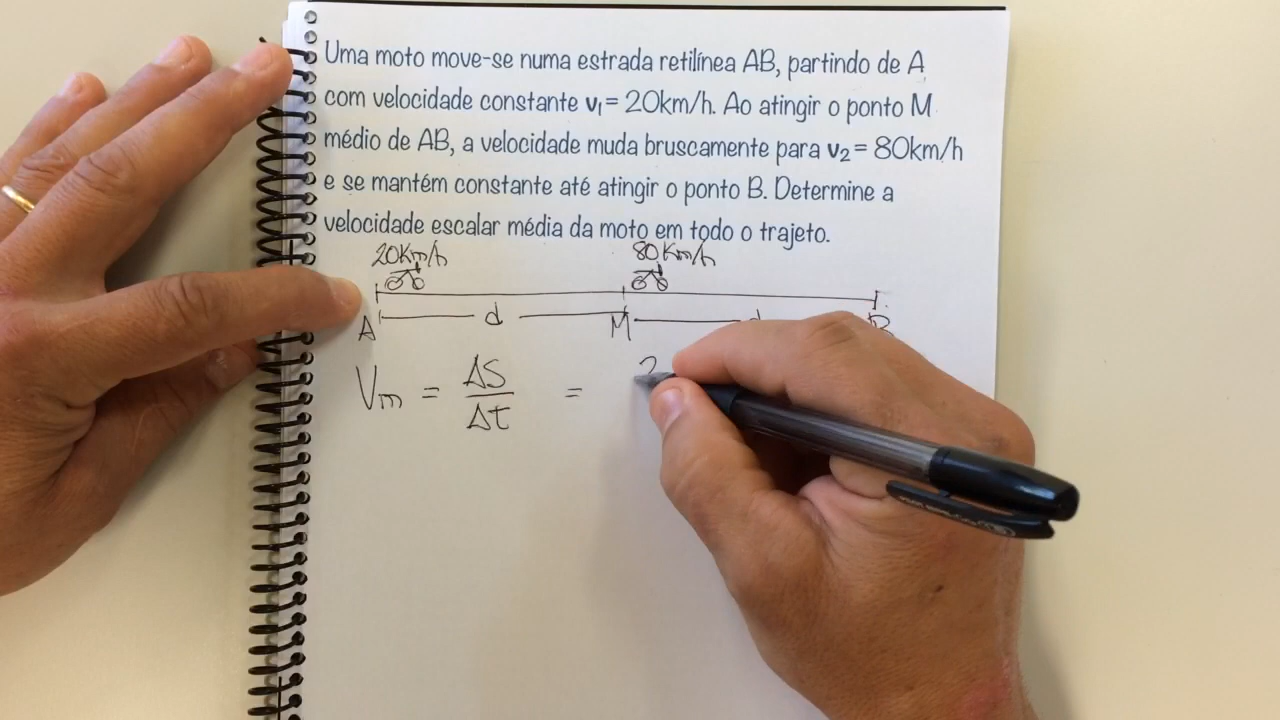 Uma moto move-se numa estrada retilínea AB, partindo de A
com velocidade constante v₁ = 20km/h. Ao atingir o ponto M
médio de AB, a velocidade muda bruscamente para v₂ = 80km/h
e se mantém constante até atingir o ponto B. Determine a
velocidade escalar média da moto em todo o trajeto.
20Km/h 80Km/h
A d M d B
Vm = ΔS / Δt = 2